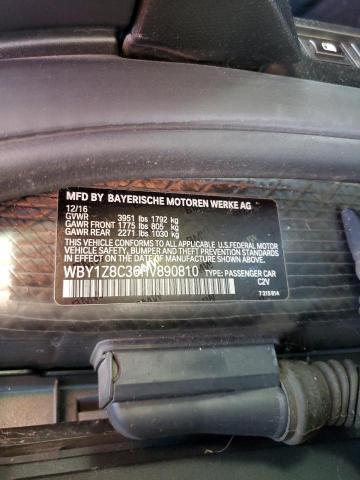 MFD BY BAYERISCHE MOTOREN WERKE AG
12/16
GVWR 3951 lbs 1792 kg
GAWR FRONT 1775 lbs 805 kg
GAWR REAR 2271 lbs 1030 kg
THIS VEHICLE CONFORMS TO ALL APPLICABLE U.S.FEDERAL MOTOR
VEHICLE SAFETY, BUMPER AND THEFT PREVENTION STANDARDS
IN EFFECT ON THE DATE OF MANUFACTURE SHOWN ABOVE.
WBY1Z8C36HV890810 TYPE: PASSENGER CAR
C2V